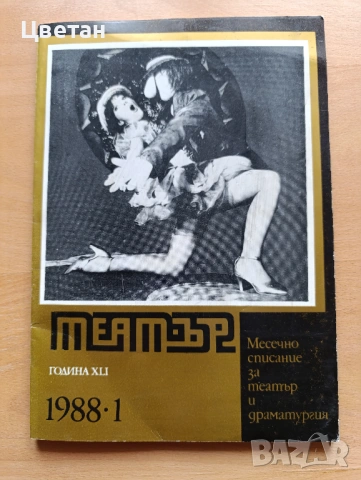 Цветан
театър
ГОДИНА XLI
1988·1
Месечно
списание
за
театър
и
драматургия
BAZAR